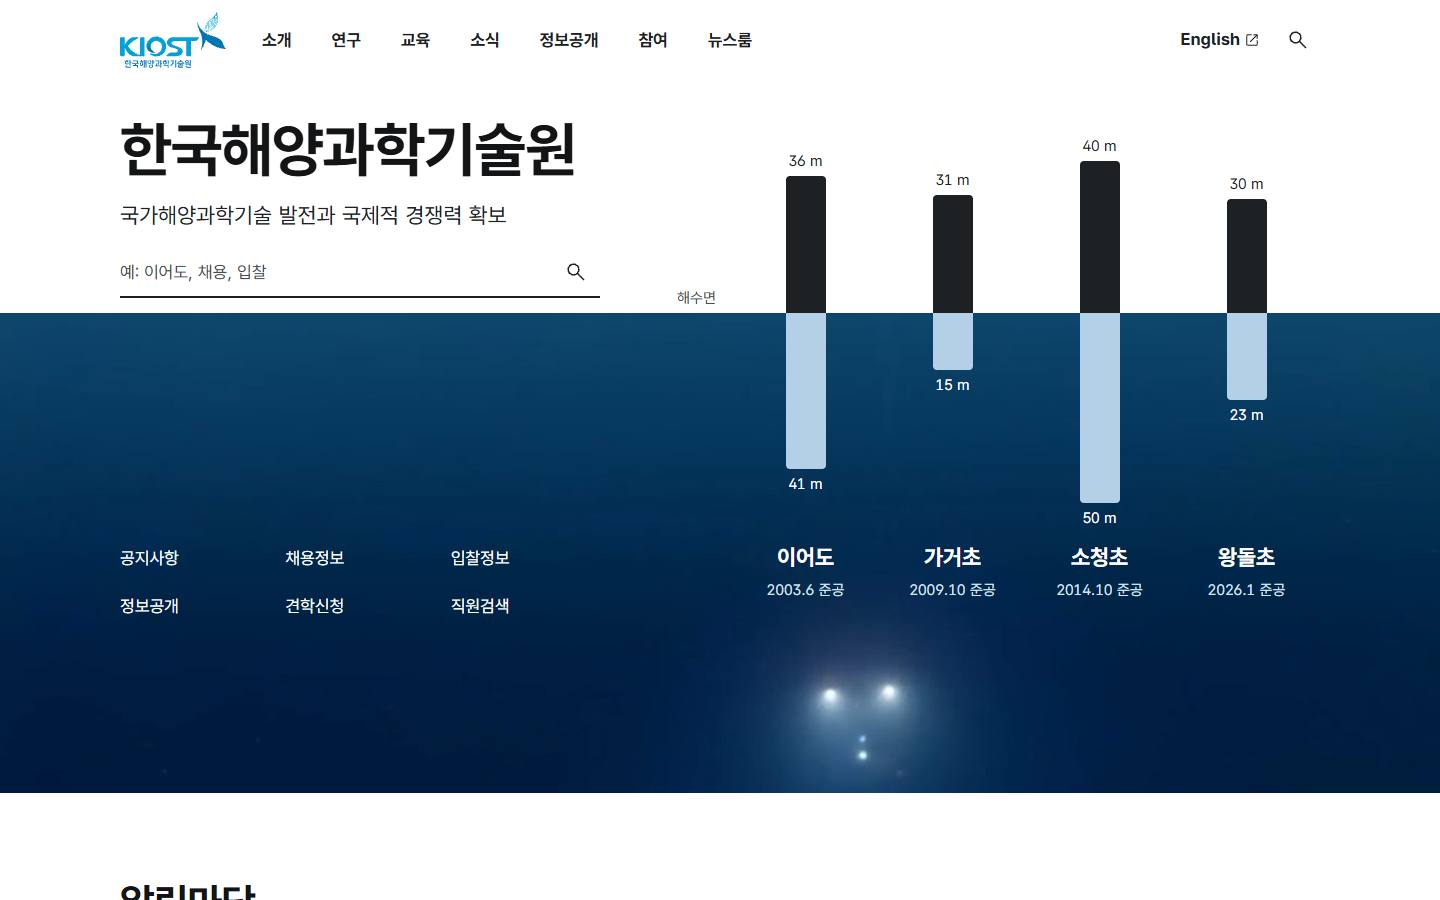 KIOST
한국해양과학기술원
소개 연구 교육 소식 정보공개 참여 뉴스룸
English
한국해양과학기술원
국가해양과학기술 발전과 국제적 경쟁력 확보
예: 이어도, 채용, 입찰
해수면
36 m 31 m 40 m 30 m
41 m 15 m 50 m 23 m
이어도 가거초 소청초 왕돌초
2003.6 준공 2009.10 준공 2014.10 준공 2026.1 준공
공지사항 채용정보 입찰정보
정보공개 견학신청 직원검색
알리마당